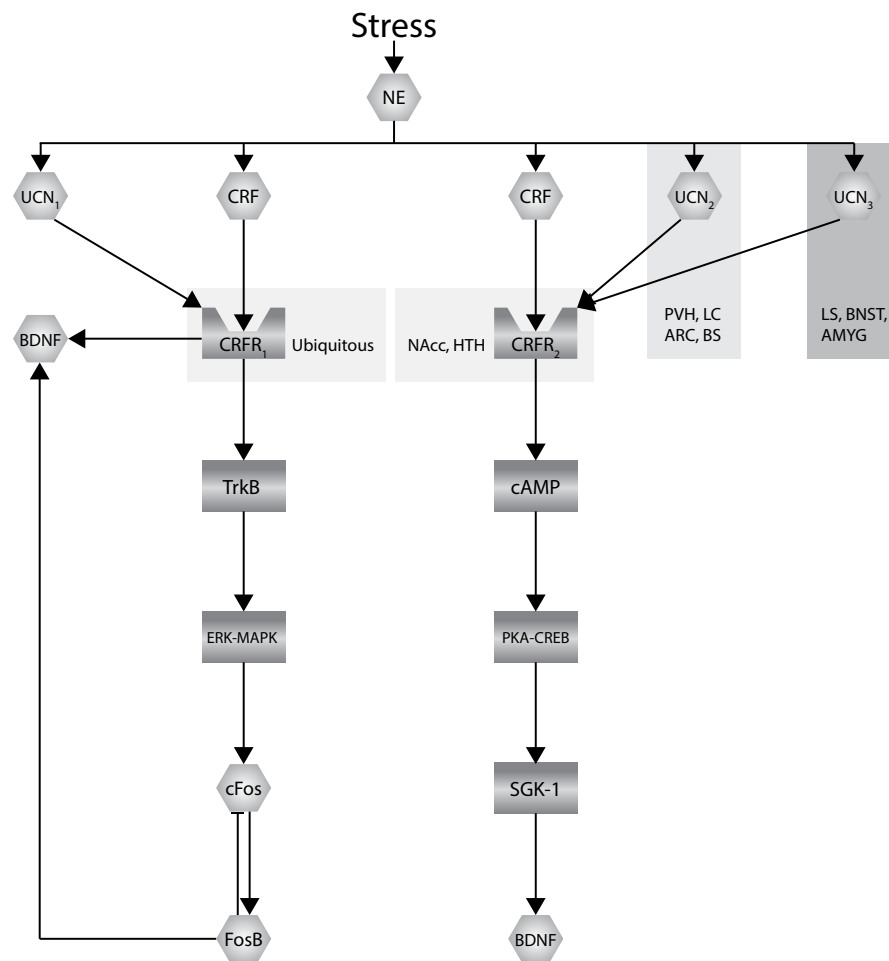 Stress
NE
UCN₁
CRF
CRF
UCN₂
UCN₃
PVH, LC
ARC, BS
LS, BNST,
AMYG
BDNF
CRFR₁
Ubiquitous
NAcc, HTH
CRFR₂
TrkB
cAMP
ERK-MAPK
PKA-CREB
cFos
SGK-1
FosB
BDNF